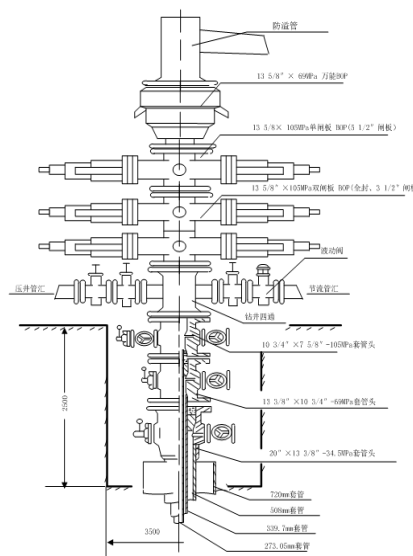 防溢管
13 5/8" × 69MPa 万能BOP
13 5/8× 105MPa单闸板 BOP(3 1/2" 闸板)
13 5/8" ×105MPa双闸板 BOP(全封、3 1/2" 闸板
液动阀
压井管汇
节流管汇
钻井四通
10 3/4" ×7 5/8" -105MPa套管头
13 3/8" ×10 3/4" -69MPa套管头
20" ×13 3/8" -34.5MPa套管头
2500
720mm套管
508mm套管
339.7mm套管
273.05mm套管
3500